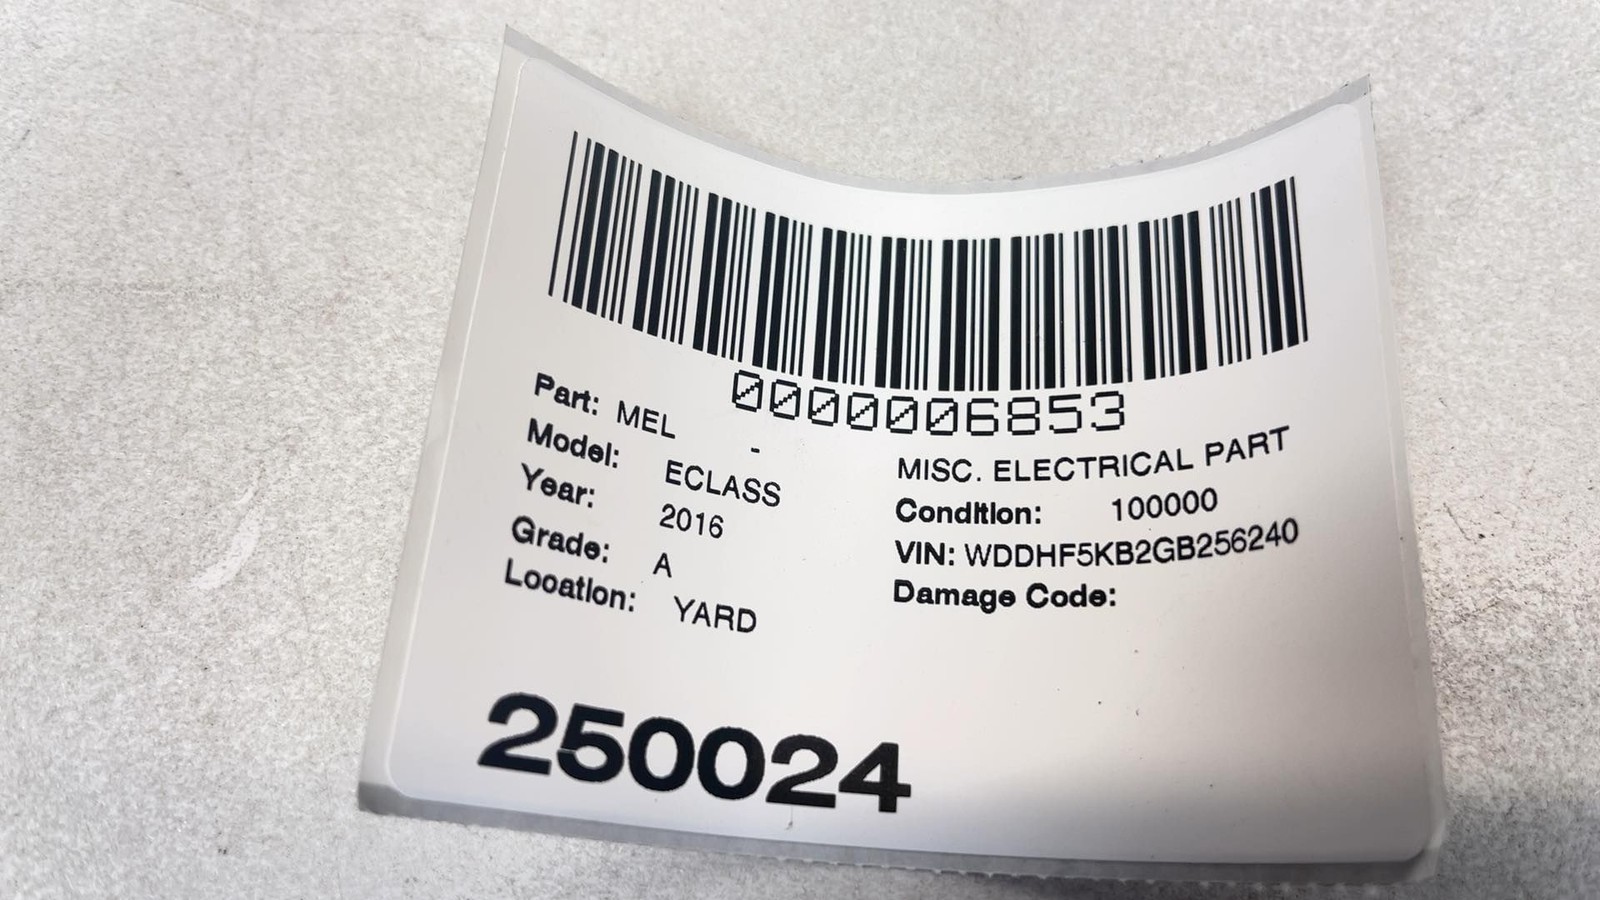 0000006853
Part: MEL -
Model: ECLASS
Year: 2016
Grade: A
Location: YARD
MISC. ELECTRICAL PART
Condition: 100000
VIN: WDDHF5KB2GB256240
Damage Code:
250024